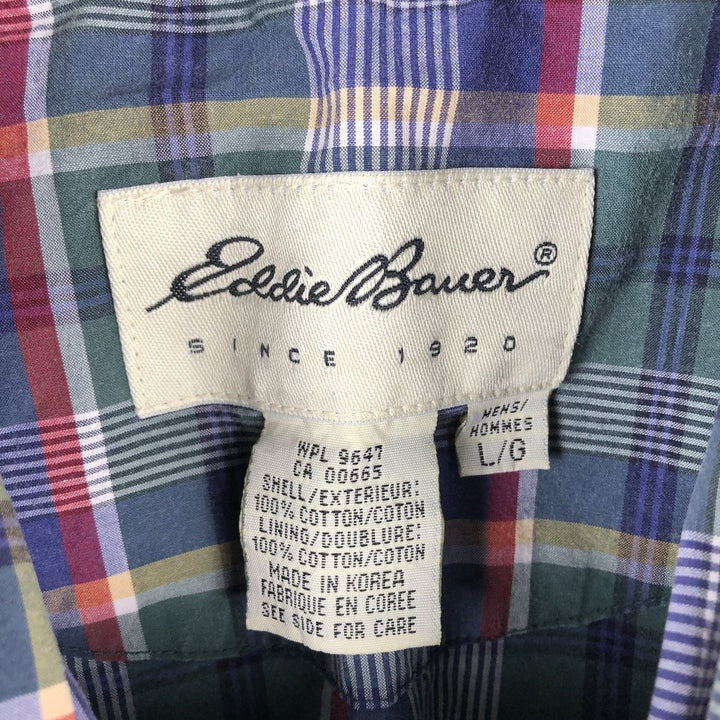 Eddie Bauer®
SINCE 1920
MENS/
HOMMES
L/G
WPL 9647
CA 00665
SHELL/EXTERIEUR:
100% COTTON/COTON
LINING/DOUBLURE:
100% COTTON/COTON
MADE IN KOREA
FABRIQUE EN COREE
SEE SIDE FOR CARE